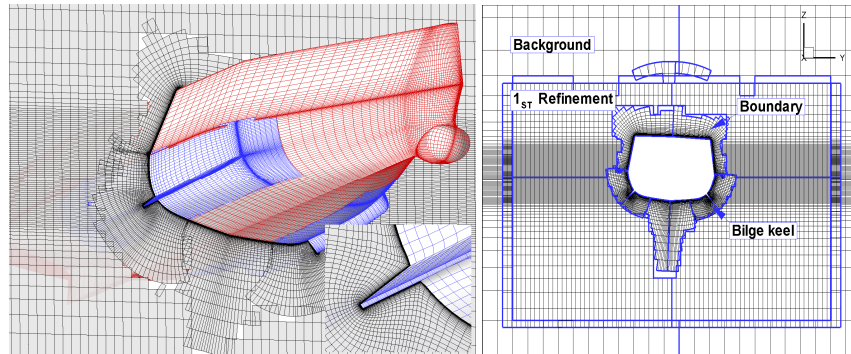 Background
Z
X
Y
1ST Refinement
Boundary
Bilge keel